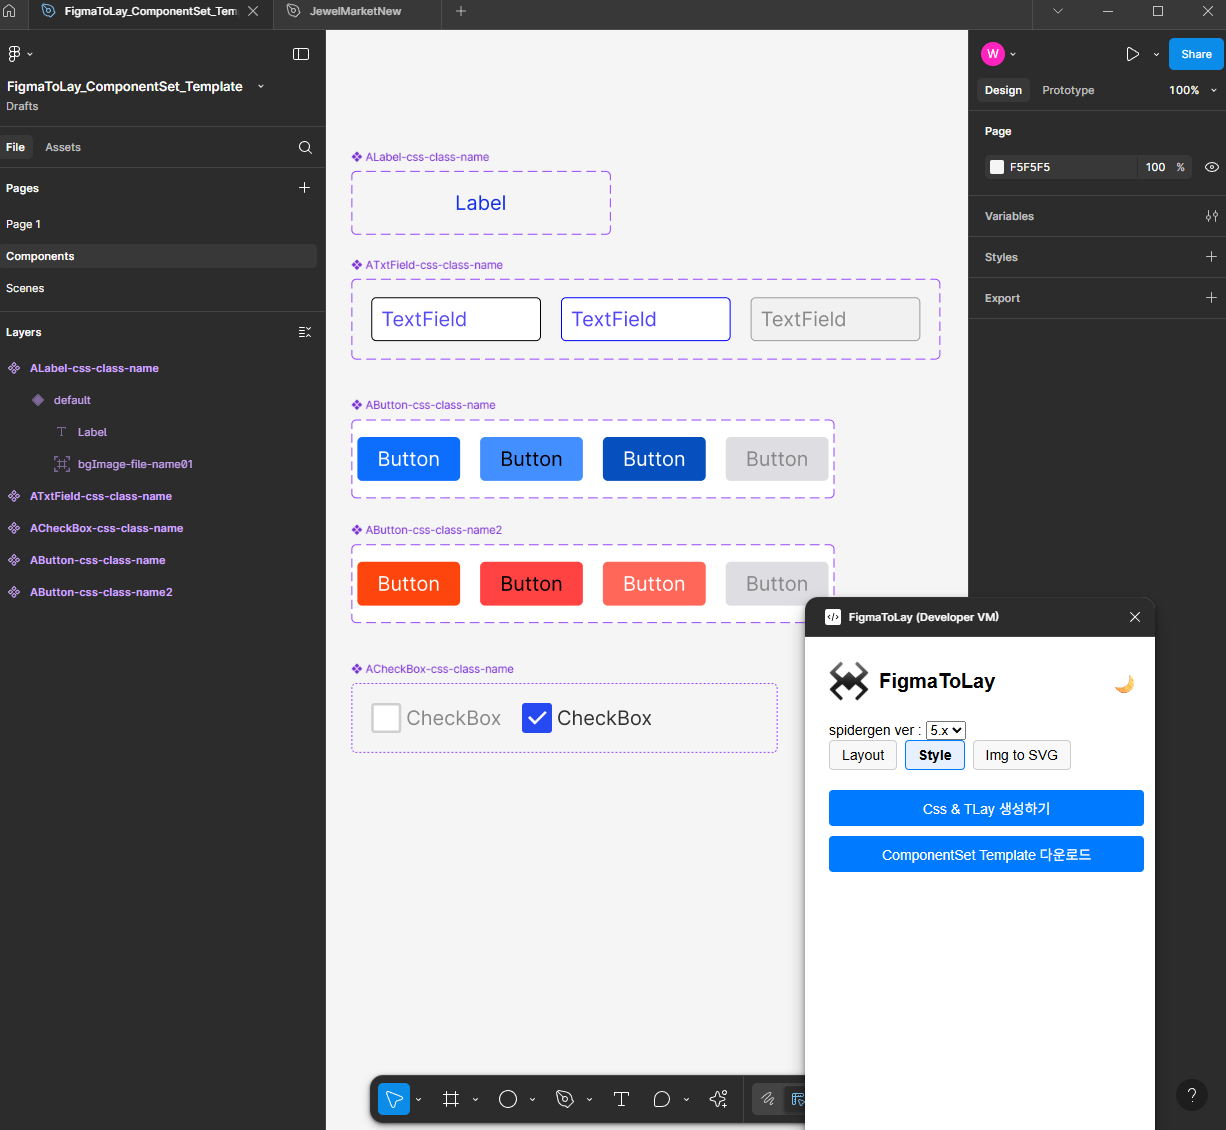 FigmaToLay_ComponentSet_Tem
JewelMarketNew
FigmaToLay_ComponentSet_Template
Drafts
File
Assets
Pages
Page 1
Components
Scenes
Layers
ALabel-css-class-name
default
Label
bgImage-file-name01
ATxtField-css-class-name
ACheckBox-css-class-name
AButton-css-class-name
AButton-css-class-name2
ALabel-css-class-name
Label
ATxtField-css-class-name
TextField TextField TextField
AButton-css-class-name
Button Button Button Button
AButton-css-class-name2
Button Button Button Button
ACheckBox-css-class-name
CheckBox CheckBox
W
Share
Design Prototype 100%
Page
F5F5F5 100 %
Variables
Styles
Export
FigmaToLay (Developer VM)
FigmaToLay
spidergen ver : 5.x
Layout Style Img to SVG
Css & TLay 생성하기
ComponentSet Template 다운로드
?